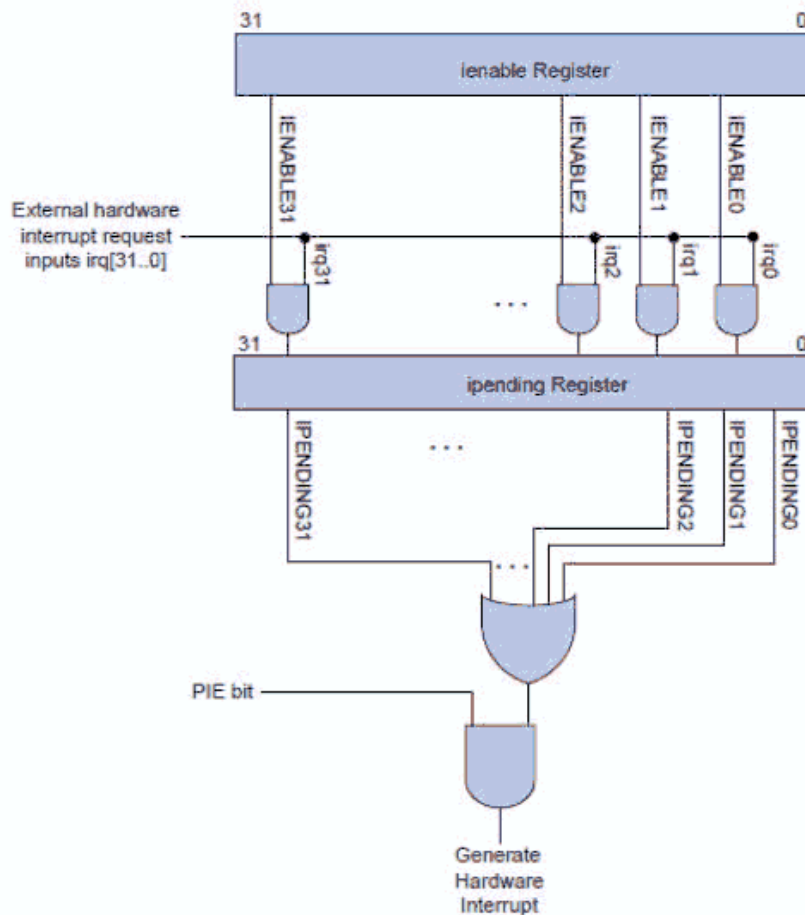 31 0
ienable Register
IENABLE31
IENABLE2
IENABLE1
IENABLE0
External hardware
interrupt request
inputs irq[31..0]
irq31
irq2
irq1
irq0
...
31 0
ipending Register
IPENDING31
...
IPENDING2
IPENDING1
IPENDING0
...
PIE bit
Generate
Hardware
Interrupt